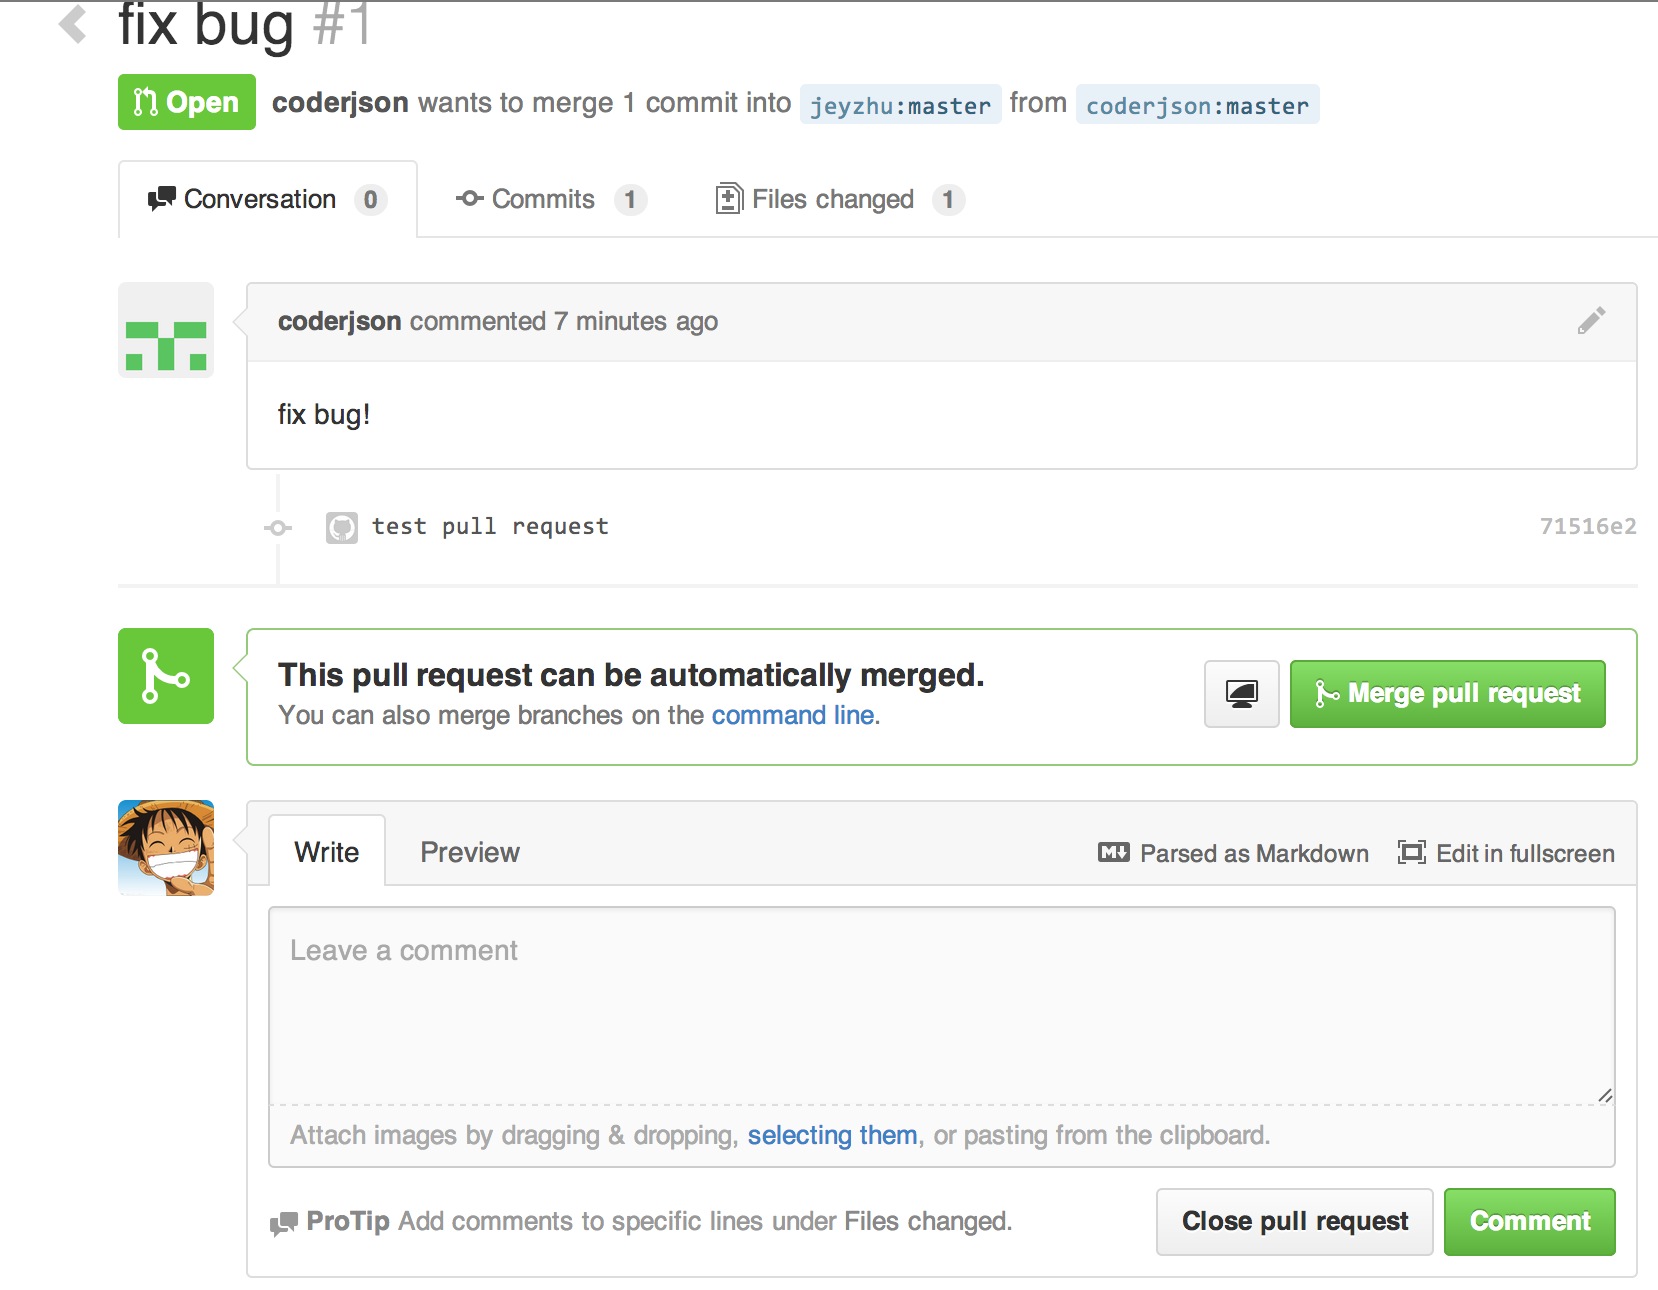 fix bug #1
Open coderjson wants to merge 1 commit into jeyzhu:master from coderjson:master
Conversation 0 Commits 1 Files changed 1
coderjson commented 7 minutes ago
fix bug!
test pull request 71516e2
This pull request can be automatically merged.
You can also merge branches on the command line.
Merge pull request
Write Preview Parsed as Markdown Edit in fullscreen
Leave a comment
Attach images by dragging & dropping, selecting them, or pasting from the clipboard.
ProTip Add comments to specific lines under Files changed.
Close pull request Comment